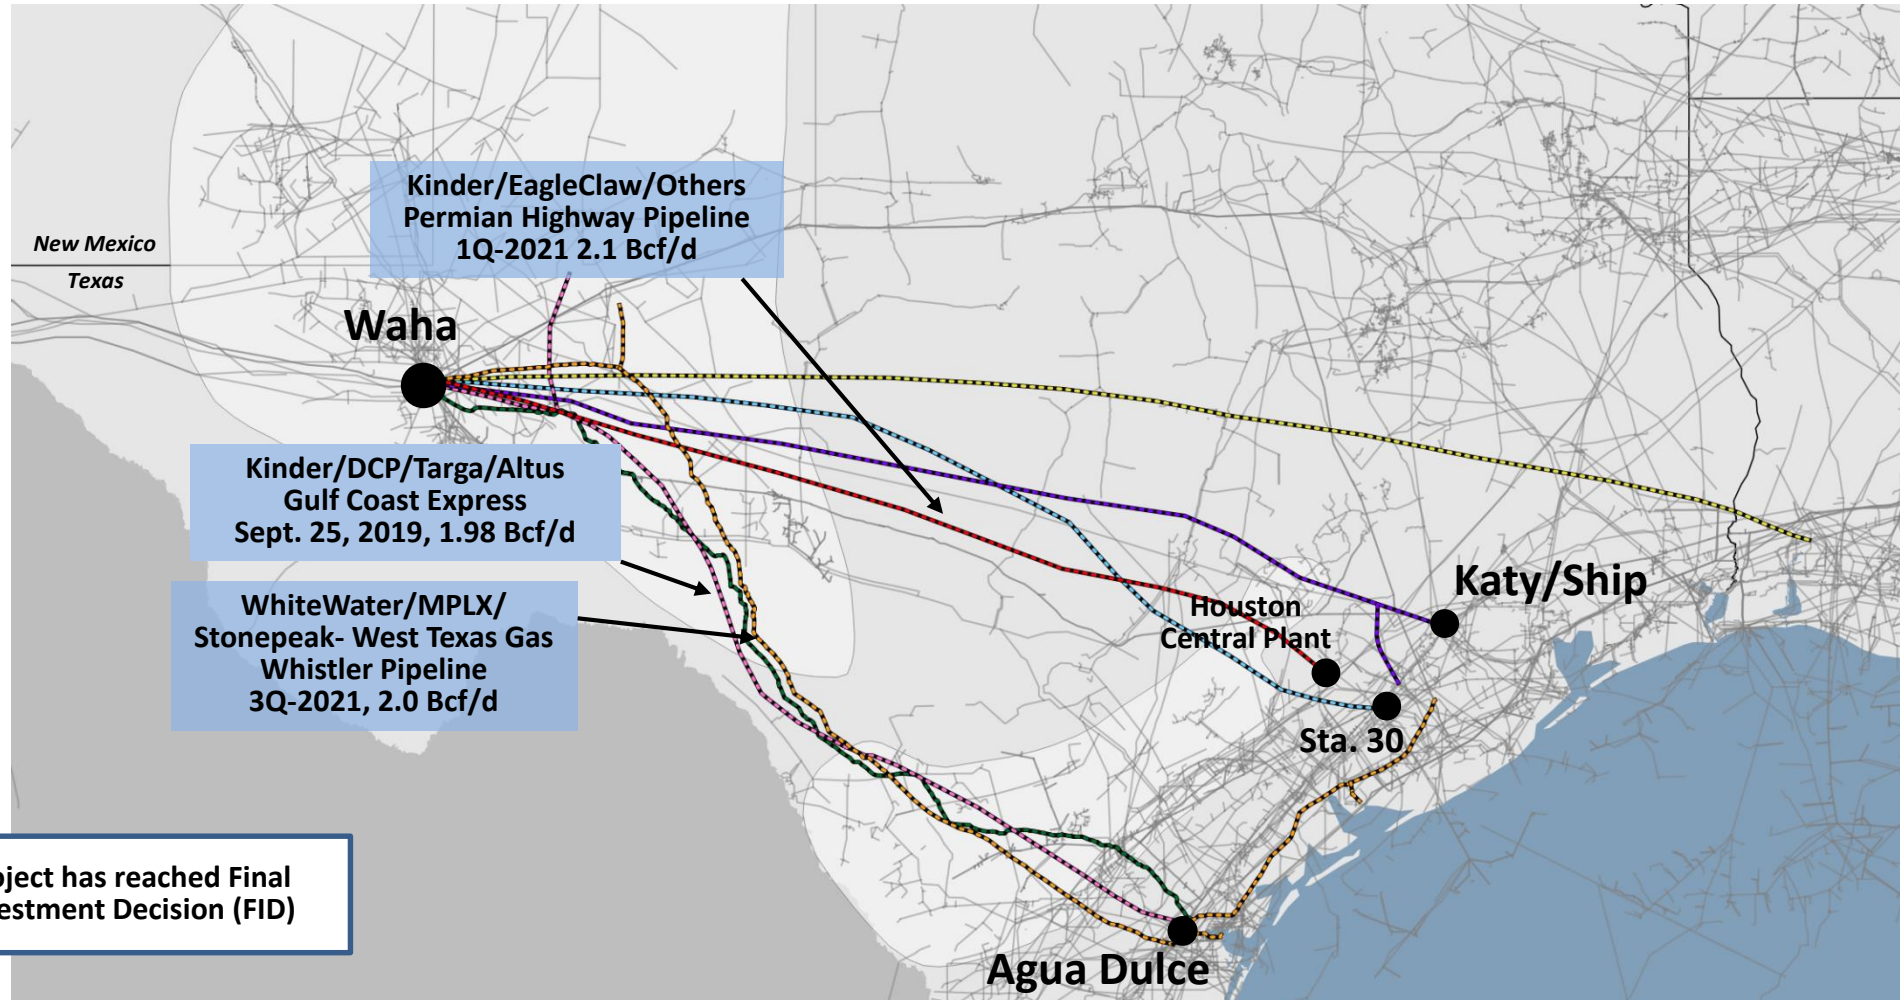 Kinder/EagleClaw/Others
Permian Highway Pipeline
1Q-2021 2.1 Bcf/d
New Mexico
Texas
Waha
Kinder/DCP/Targa/Altus
Gulf Coast Express
Sept. 25, 2019, 1.98 Bcf/d
WhiteWater/MPLX/
Stonepeak- West Texas Gas
Whistler Pipeline
3Q-2021, 2.0 Bcf/d
Katy/Ship
Houston
Central Plant
Sta. 30
has reached Final
Decision (FID)
Agua Dulce